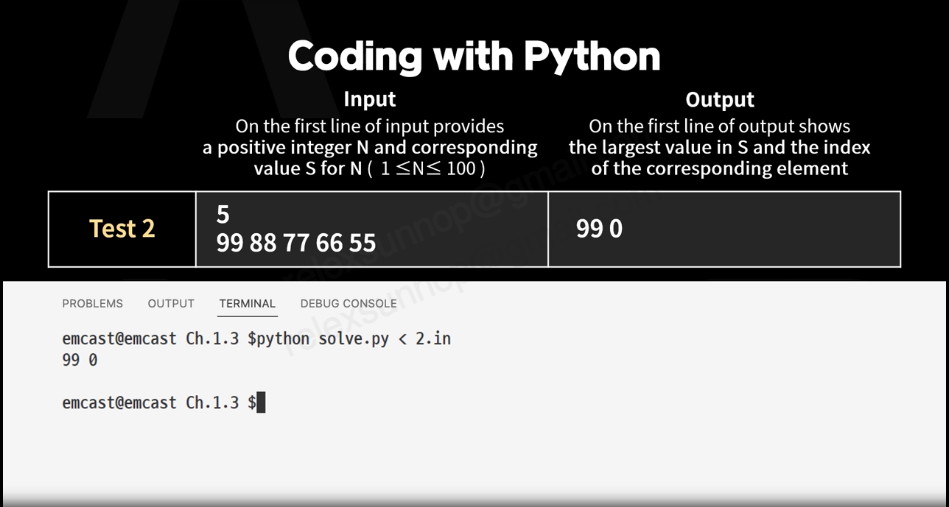 Coding with Python
Input
On the first line of input provides
a positive integer N and corresponding
value S for N ( 1 ≤N≤ 100 )
Output
On the first line of output shows
the largest value in S and the index
of the corresponding element
Test 2
5
99 88 77 66 55
99 0
PROBLEMS OUTPUT TERMINAL DEBUG CONSOLE
emcast@emcast Ch.1.3 $python solve.py < 2.in
99 0
emcast@emcast Ch.1.3 $